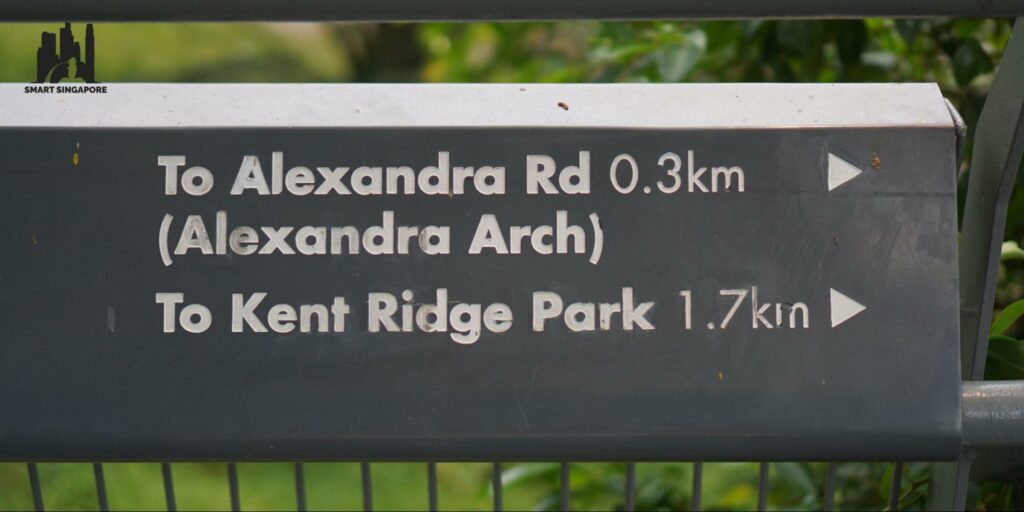 SMART SINGAPORE
To Alexandra Rd 0.3km
(Alexandra Arch)
To Kent Ridge Park 1.7km